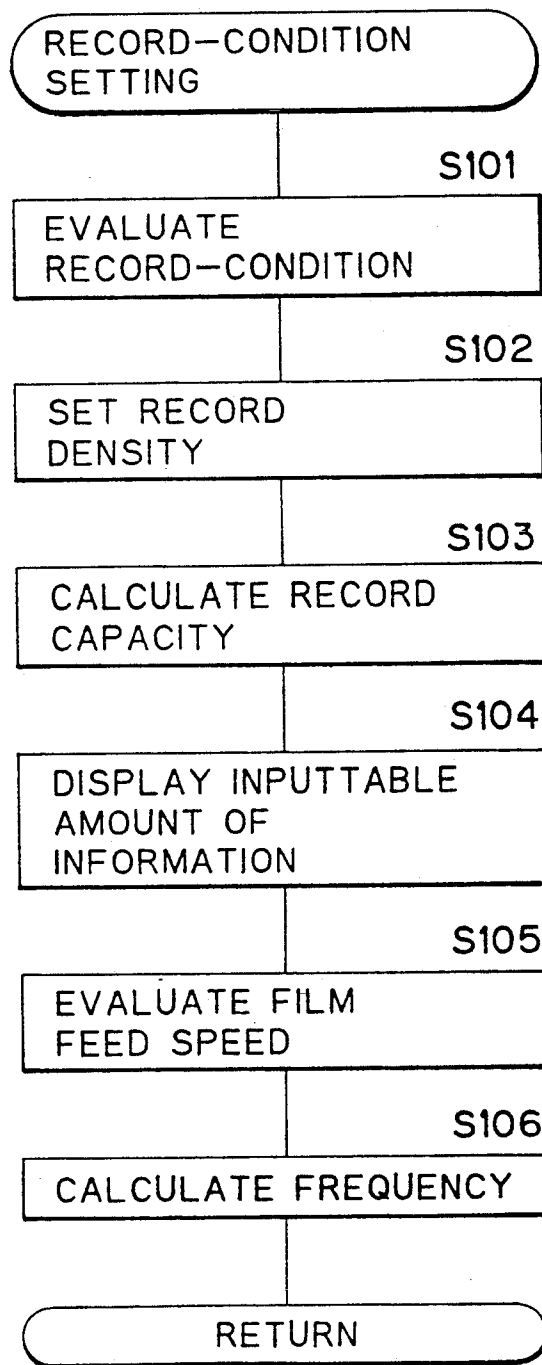 RECORD-CONDITION
SETTING
S101
EVALUATE
RECORD-CONDITION
S102
SET RECORD
DENSITY
S103
CALCULATE RECORD
CAPACITY
S104
DISPLAY INPUTTABLE
AMOUNT OF
INFORMATION
S105
EVALUATE FILM
FEED SPEED
S106
CALCULATE FREQUENCY
RETURN